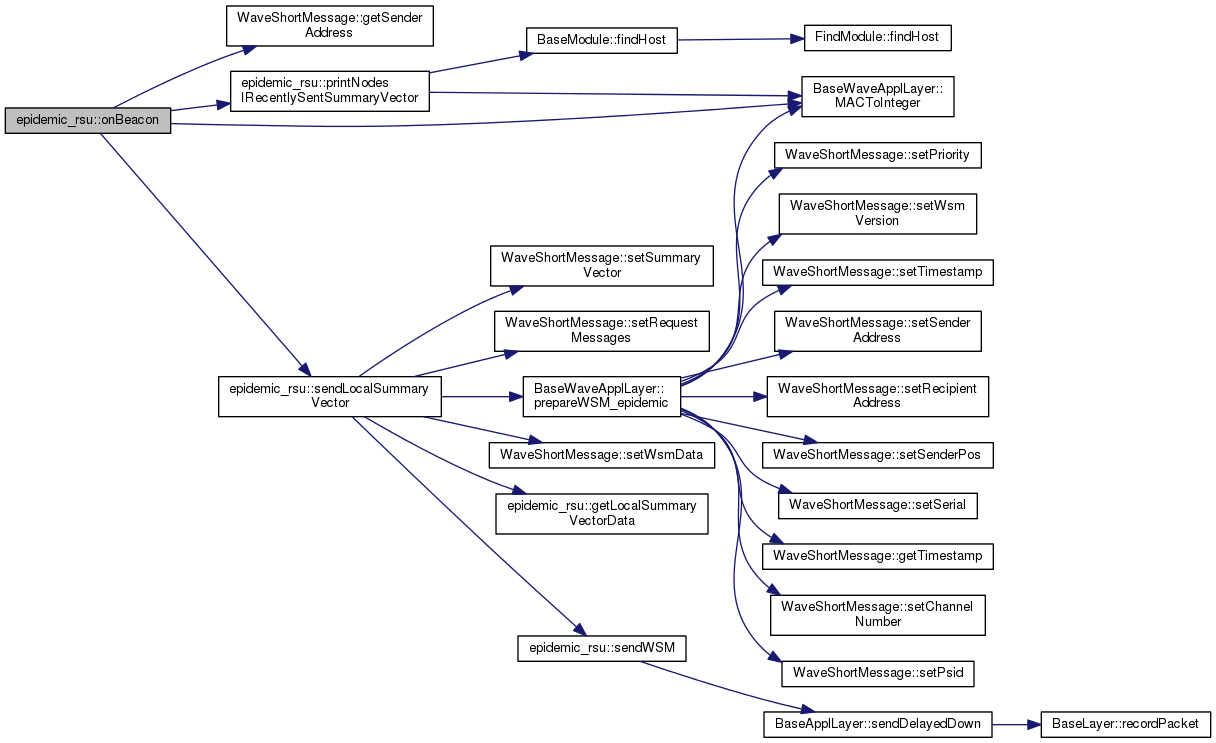 WaveShortMessage::getSender
Address
BaseModule::findHost
FindModule::findHost
epidemic_rsu::printNodes
IRecentlySentSummaryVector
BaseWaveApplLayer::
MACToInteger
epidemic_rsu::onBeacon
WaveShortMessage::setPriority
WaveShortMessage::setWsm
Version
WaveShortMessage::setSummary
Vector
WaveShortMessage::setTimestamp
WaveShortMessage::setRequest
Messages
WaveShortMessage::setSender
Address
epidemic_rsu::sendLocalSummary
Vector
BaseWaveApplLayer::
prepareWSM_epidemic
WaveShortMessage::setRecipient
Address
WaveShortMessage::setWsmData
WaveShortMessage::setSenderPos
epidemic_rsu::getLocalSummary
VectorData
WaveShortMessage::setSerial
WaveShortMessage::getTimestamp
WaveShortMessage::setChannel
Number
epidemic_rsu::sendWSM
WaveShortMessage::setPsid
BaseApplLayer::sendDelayedDown
BaseLayer::recordPacket